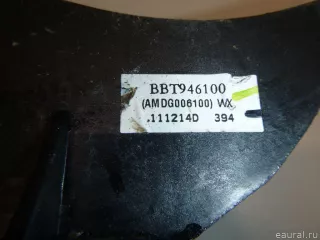 BBT946100
(AMDG006100) WX
.111214D 394
eaural.ru